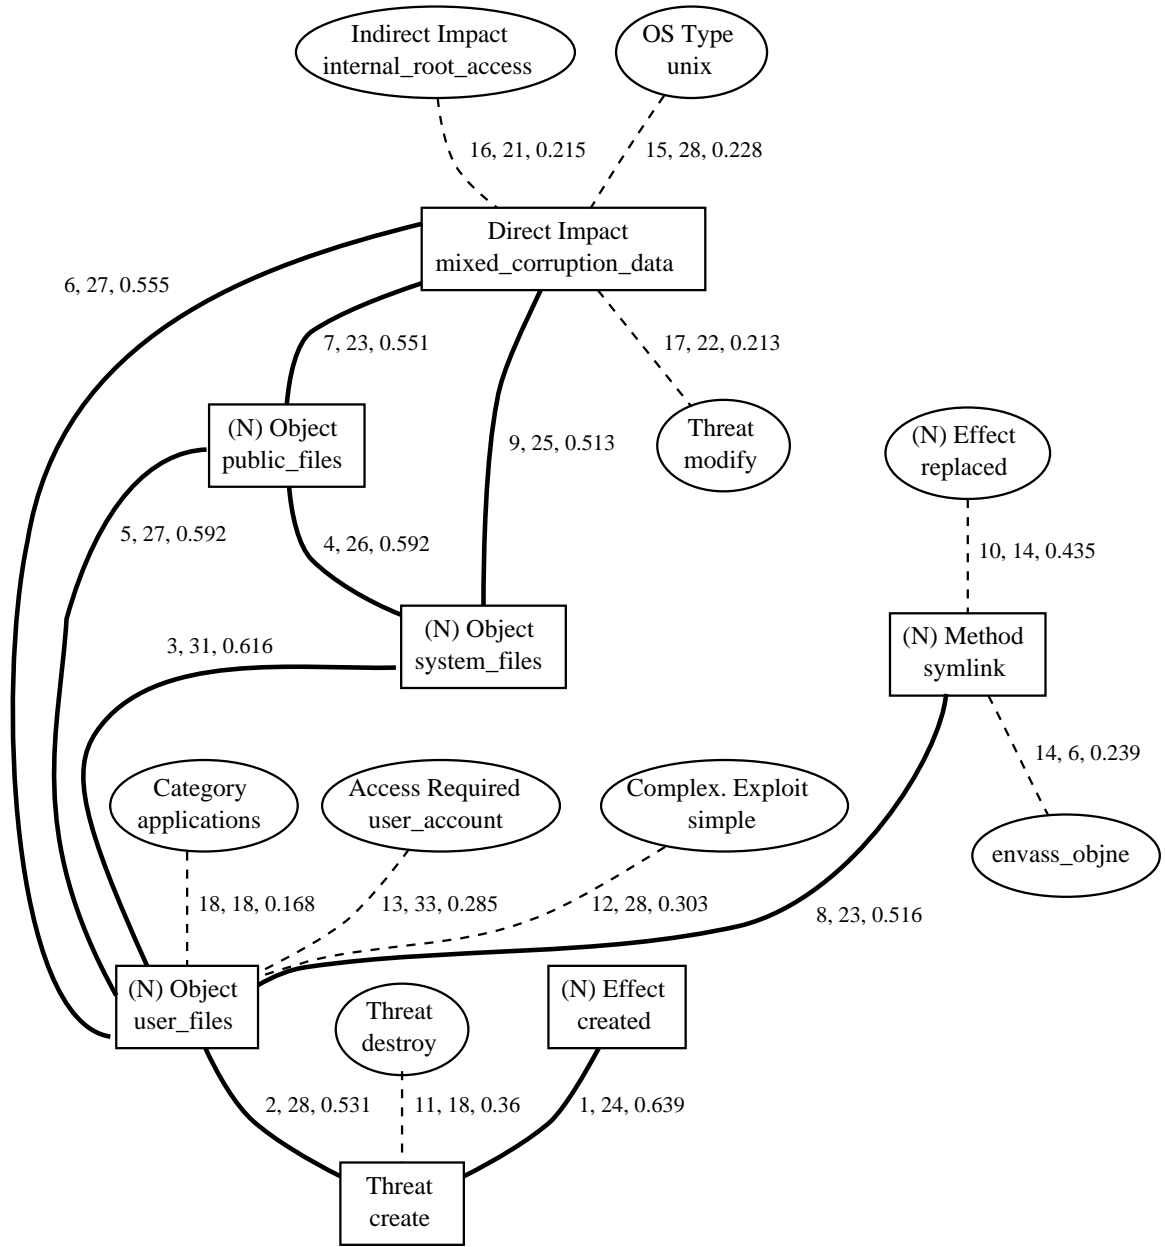 Indirect Impact
internal_root_access
OS Type
unix
16, 21, 0.215
15, 28, 0.228
Direct Impact
mixed_corruption_data
6, 27, 0.555
7, 23, 0.551
17, 22, 0.213
9, 25, 0.513
(N) Object
public_files
Threat
modify
(N) Effect
replaced
5, 27, 0.592
4, 26, 0.592
10, 14, 0.435
3, 31, 0.616
(N) Object
system_files
(N) Method
symlink
14, 6, 0.239
Category
applications
Access Required
user_account
Complex. Exploit
simple
envass_objne
18, 18, 0.168
13, 33, 0.285
12, 28, 0.303
8, 23, 0.516
(N) Object
user_files
Threat
destroy
(N) Effect
created
2, 28, 0.531
11, 18, 0.36
1, 24, 0.639
Threat
create